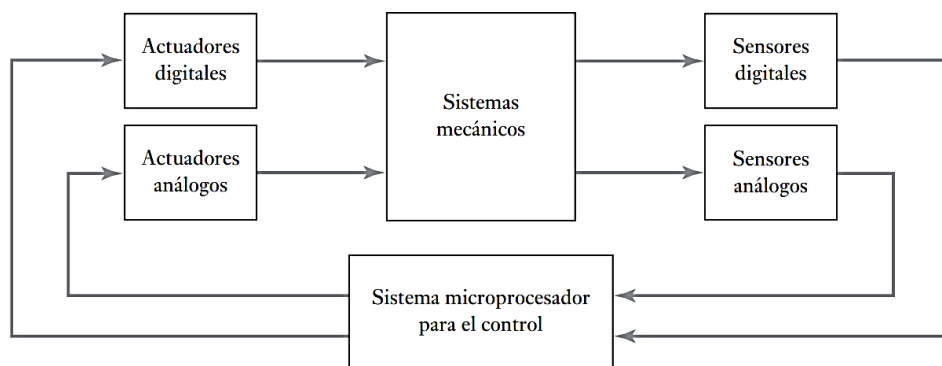 Actuadores
digitales
Sistemas
mecánicos
Sensores
digitales
Actuadores
análogos
Sensores
análogos
Sistema microprocesador
para el control